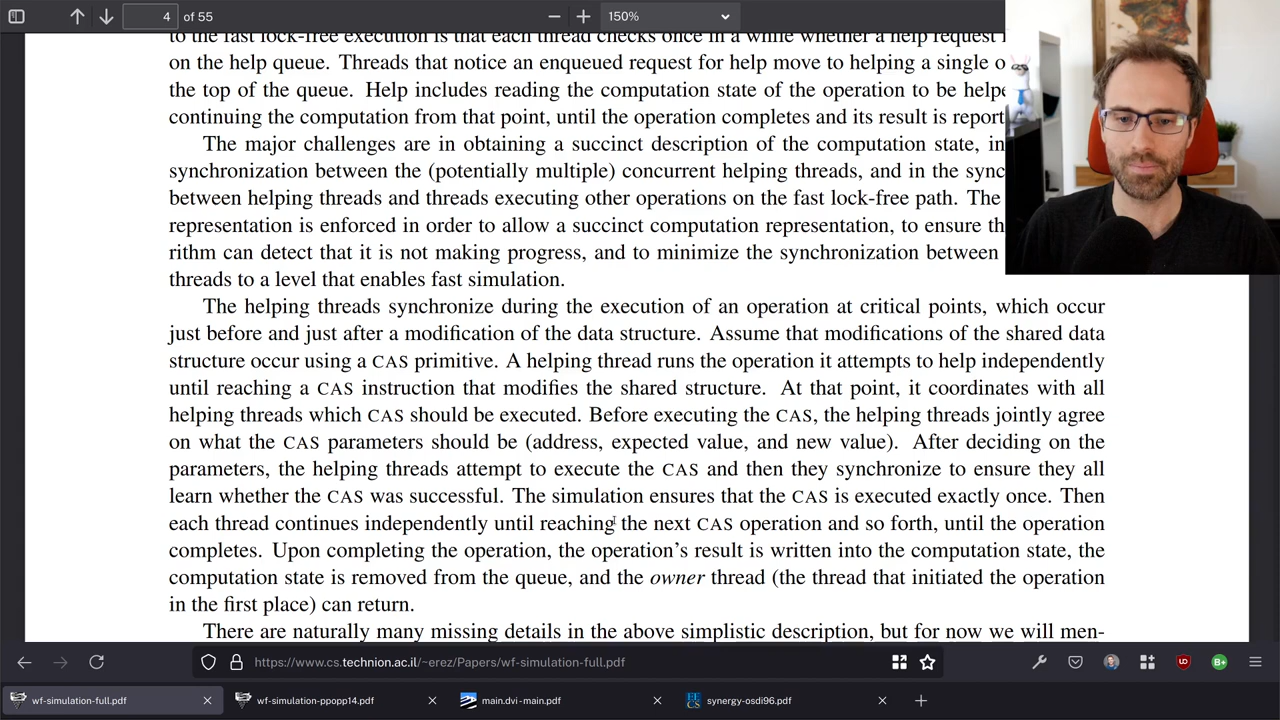 4 of 55
150%
to the fast lock-free execution is that each thread checks once in a while whether a help request
on the help queue. Threads that notice an enqueued request for help move to helping a single
the top of the queue. Help includes reading the computation state of the operation to be
continuing the computation from that point, until the operation completes and its result is
The major challenges are in obtaining a succinct description of the computation state, in
synchronization between the (potentially multiple) concurrent helping threads, and in the
between helping threads and threads executing other operations on the fast lock-free path. The
representation is enforced in order to allow a succinct computation representation, to ensure
rithm can detect that it is not making progress, and to minimize the synchronization between
threads to a level that enables fast simulation.
The helping threads synchronize during the execution of an operation at critical points, which occur
just before and just after a modification of the data structure. Assume that modifications of the shared data
structure occur using a CAS primitive. A helping thread runs the operation it attempts to help independently
until reaching a CAS instruction that modifies the shared structure. At that point, it coordinates with all
helping threads which CAS should be executed. Before executing the CAS, the helping threads jointly agree
on what the CAS parameters should be (address, expected value, and new value). After deciding on the
parameters, the helping threads attempt to execute the CAS and then they synchronize to ensure they all
learn whether the CAS was successful. The simulation ensures that the CAS is executed exactly once. Then
each thread continues independently until reaching the next CAS operation and so forth, until the operation
completes. Upon completing the operation, the operation's result is written into the computation state, the
computation state is removed from the queue, and the owner thread (the thread that initiated the operation
in the first place) can return.
There are naturally many missing details in the above simplistic description, but for now we will men-
https://www.cs.technion.ac.il/~erez/Papers/wf-simulation-full.pdf
wf-simulation-full.pdf
wf-simulation-ppopp14.pdf
main.dvi - main.pdf
synergy-osdi96.pdf